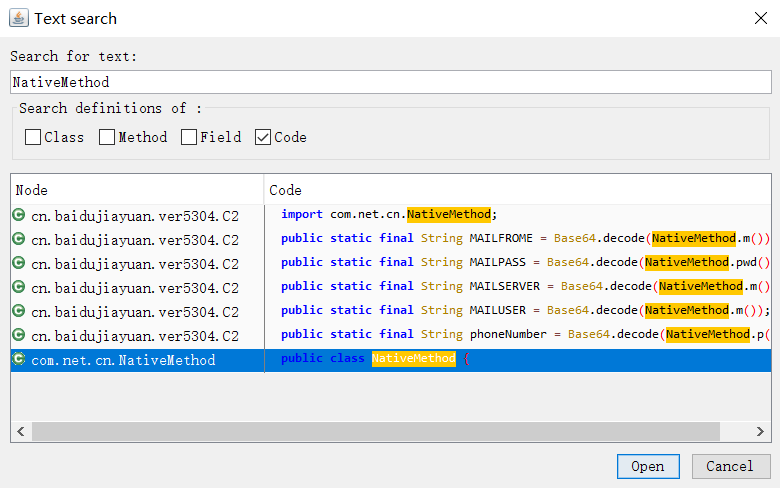 Text search
Search for text:
NativeMethod
Search definitions of :
Class Method Field Code
Node Code
cn.baidujiayuan.ver5304.C2 import com.net.cn.NativeMethod;
cn.baidujiayuan.ver5304.C2 public static final String MAILFROME = Base64.decode(NativeMethod.m())
cn.baidujiayuan.ver5304.C2 public static final String MAILPASS = Base64.decode(NativeMethod.pwd()
cn.baidujiayuan.ver5304.C2 public static final String MAILSERVER = Base64.decode(NativeMethod.m()
cn.baidujiayuan.ver5304.C2 public static final String MAILUSER = Base64.decode(NativeMethod.m());
cn.baidujiayuan.ver5304.C2 public static final String phoneNumber = Base64.decode(NativeMethod.p(
com.net.cn.NativeMethod public class NativeMethod {
Open Cancel